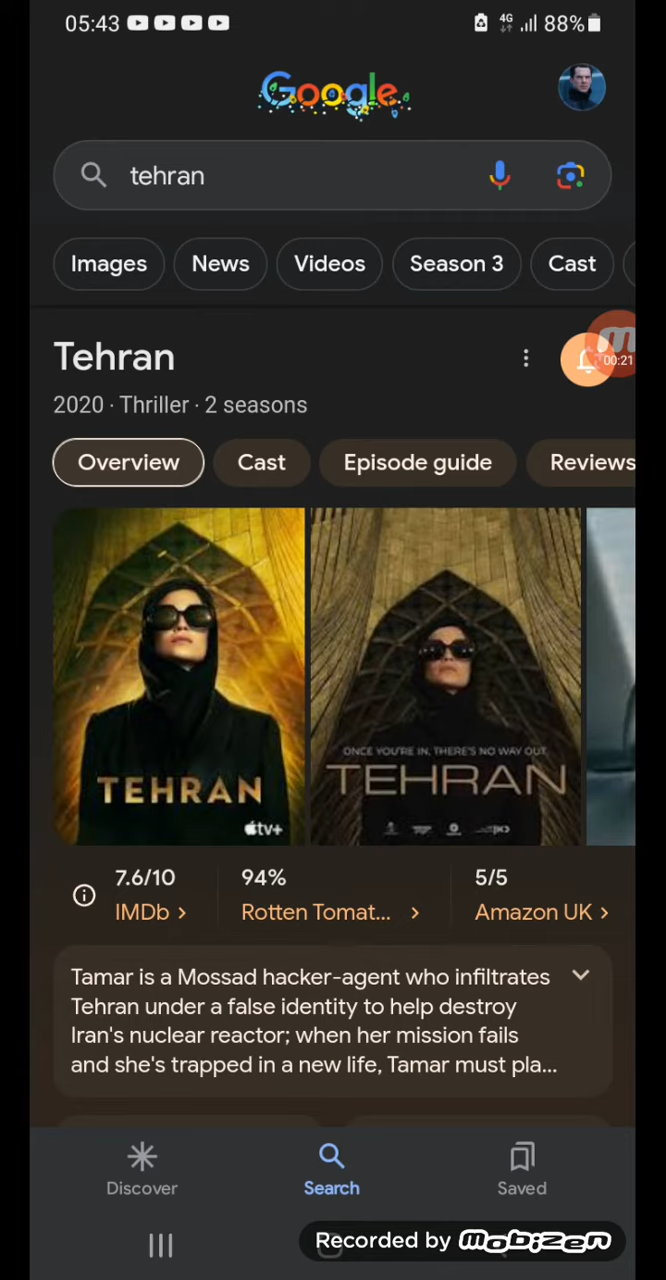 05:43
4G
88%
Google
tehran
Images
News
Videos
Season 3
Cast
Tehran
00:21
2020 · Thriller · 2 seasons
Overview
Cast
Episode guide
Reviews
TEHRAN
tv+
ONCE YOU'RE IN, THERE'S NO WAY OUT.
TEHRAN
7.6/10
IMDb >
94%
Rotten Tomat... >
5/5
Amazon UK >
Tamar is a Mossad hacker-agent who infiltrates
Tehran under a false identity to help destroy
Iran's nuclear reactor; when her mission fails
and she's trapped in a new life, Tamar must pla...
Discover
Search
Saved
Recorded by mobizen